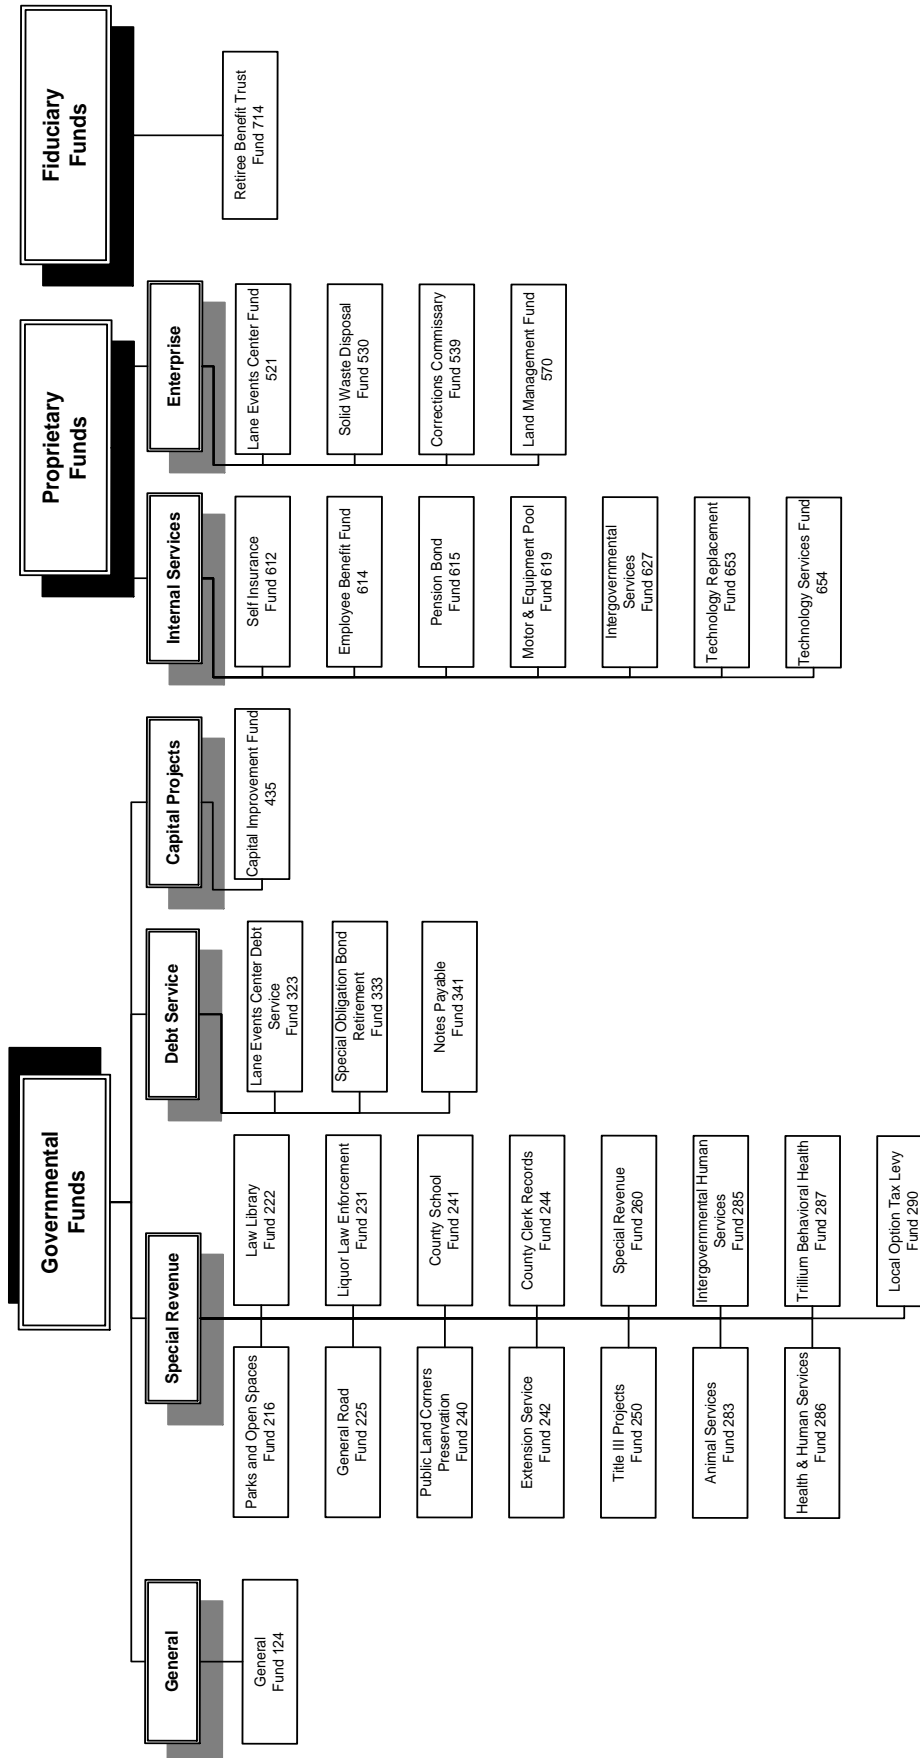 Governmental
Funds
Proprietary
Funds
Fiduciary
Funds
General
Special Revenue
Debt Service
Capital Projects
Internal Services
Enterprise
General
Fund 124
Parks and Open Spaces
Fund 216
General Road
Fund 225
Public Land Corners
Preservation
Fund 240
Extension Service
Fund 242
Title III Projects
Fund 250
Animal Services
Fund 283
Health & Human Services
Fund 286
Law Library
Fund 222
Liquor Law Enforcement
Fund 231
County School
Fund 241
County Clerk Records
Fund 244
Special Revenue
Fund 260
Intergovernmental Human
Services
Fund 285
Trillium Behavioral Health
Fund 287
Local Option Tax Levy
Fund 290
Lane Events Center Debt
Service
Fund 323
Special Obligation Bond
Retirement
Fund 333
Notes Payable
Fund 341
Capital Improvement Fund
435
Self Insurance
Fund 612
Employee Benefit Fund
614
Pension Bond
Fund 615
Motor & Equipment Pool
Fund 619
Intergovernmental
Services
Fund 627
Technology Replacement
Fund 653
Technology Services Fund
654
Lane Events Center Fund
521
Solid Waste Disposal
Fund 530
Corrections Commissary
Fund 539
Land Management Fund
570
Retiree Benefit Trust
Fund 714